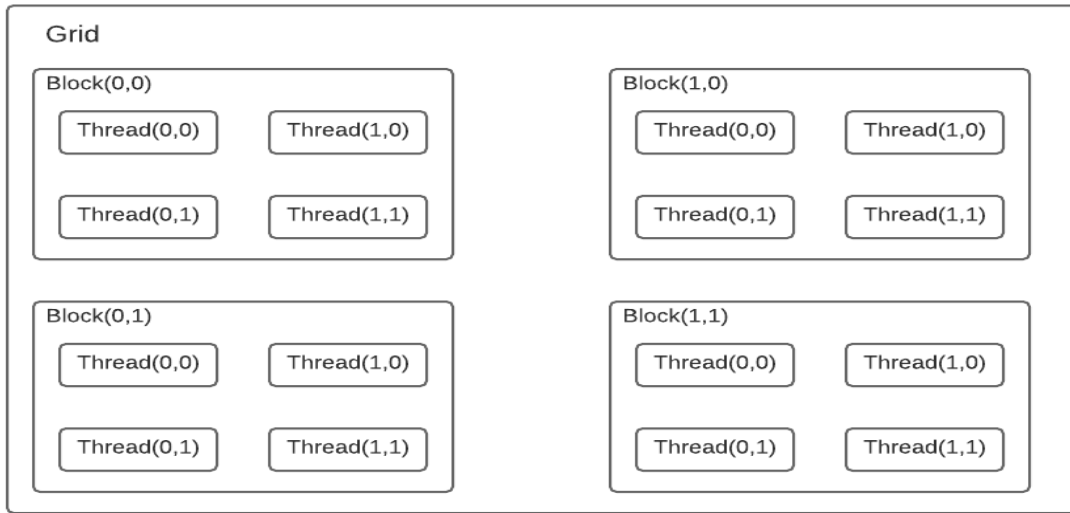 Grid
Block(0,0)
Thread(0,0) Thread(1,0)
Thread(0,1) Thread(1,1)
Block(1,0)
Thread(0,0) Thread(1,0)
Thread(0,1) Thread(1,1)
Block(0,1)
Thread(0,0) Thread(1,0)
Thread(0,1) Thread(1,1)
Block(1,1)
Thread(0,0) Thread(1,0)
Thread(0,1) Thread(1,1)